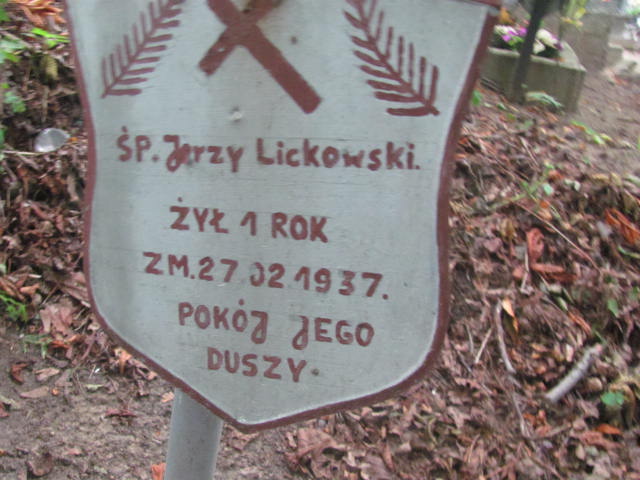 ŚP. Jerzy Lickowski.
ŻYŁ 1 ROK
ZM. 27 02 1937.
POKÓJ JEGO
DUSZY.